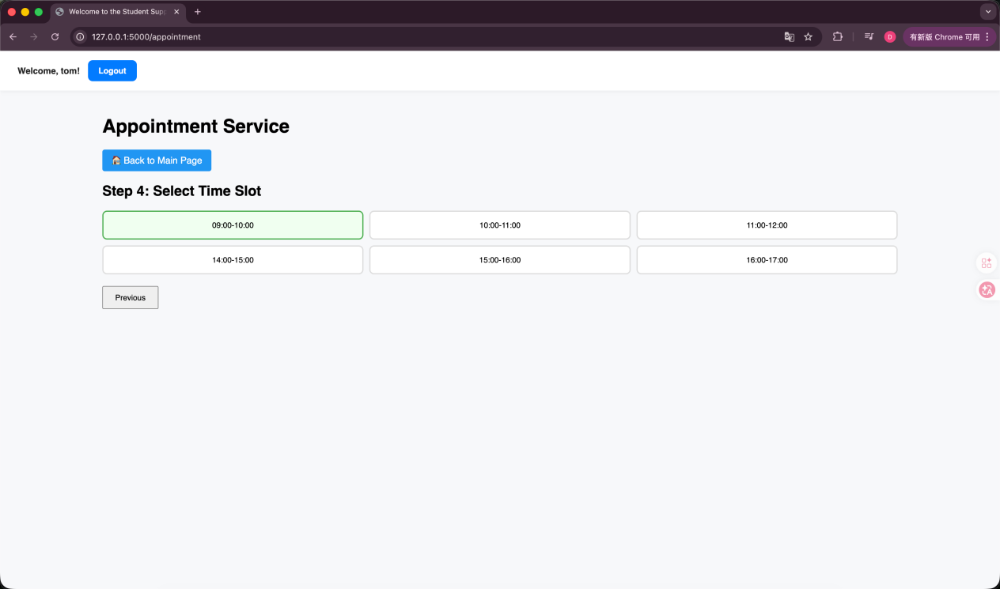 Welcome to the Student Supp
127.0.0.1:5000/appointment
D
有新版 Chrome 可用
Welcome, tom!
Logout
Appointment Service
🏠 Back to Main Page
Step 4: Select Time Slot
09:00-10:00
10:00-11:00
11:00-12:00
14:00-15:00
15:00-16:00
16:00-17:00
Previous